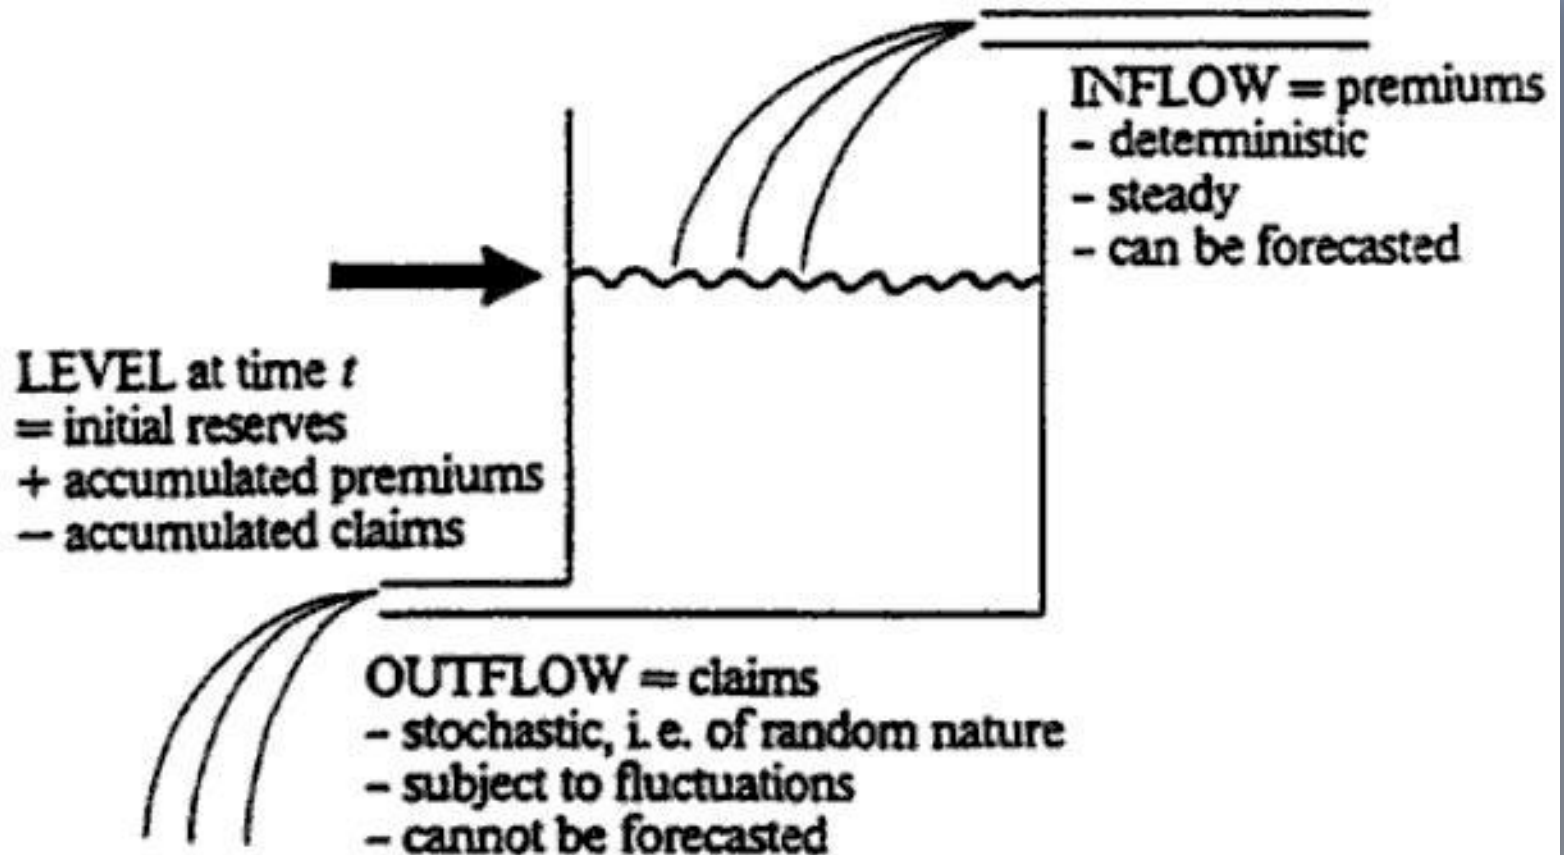 INFLOW = premiums
– deterministic
– steady
– can be forecasted
LEVEL at time t
= initial reserves
+ accumulated premiums
– accumulated claims
OUTFLOW = claims
– stochastic, i.e. of random nature
– subject to fluctuations
– cannot be forecasted